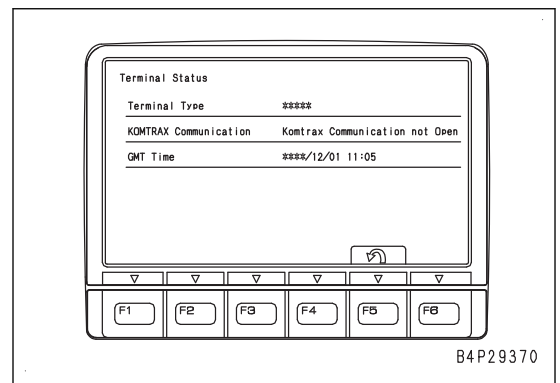 Terminal Status
Terminal Type *****
KOMTRAX Communication Komtrax Communication not Open
GMT Time ****/12/01 11:05
F1 F2 F3 F4 F5 F6
B4P29370